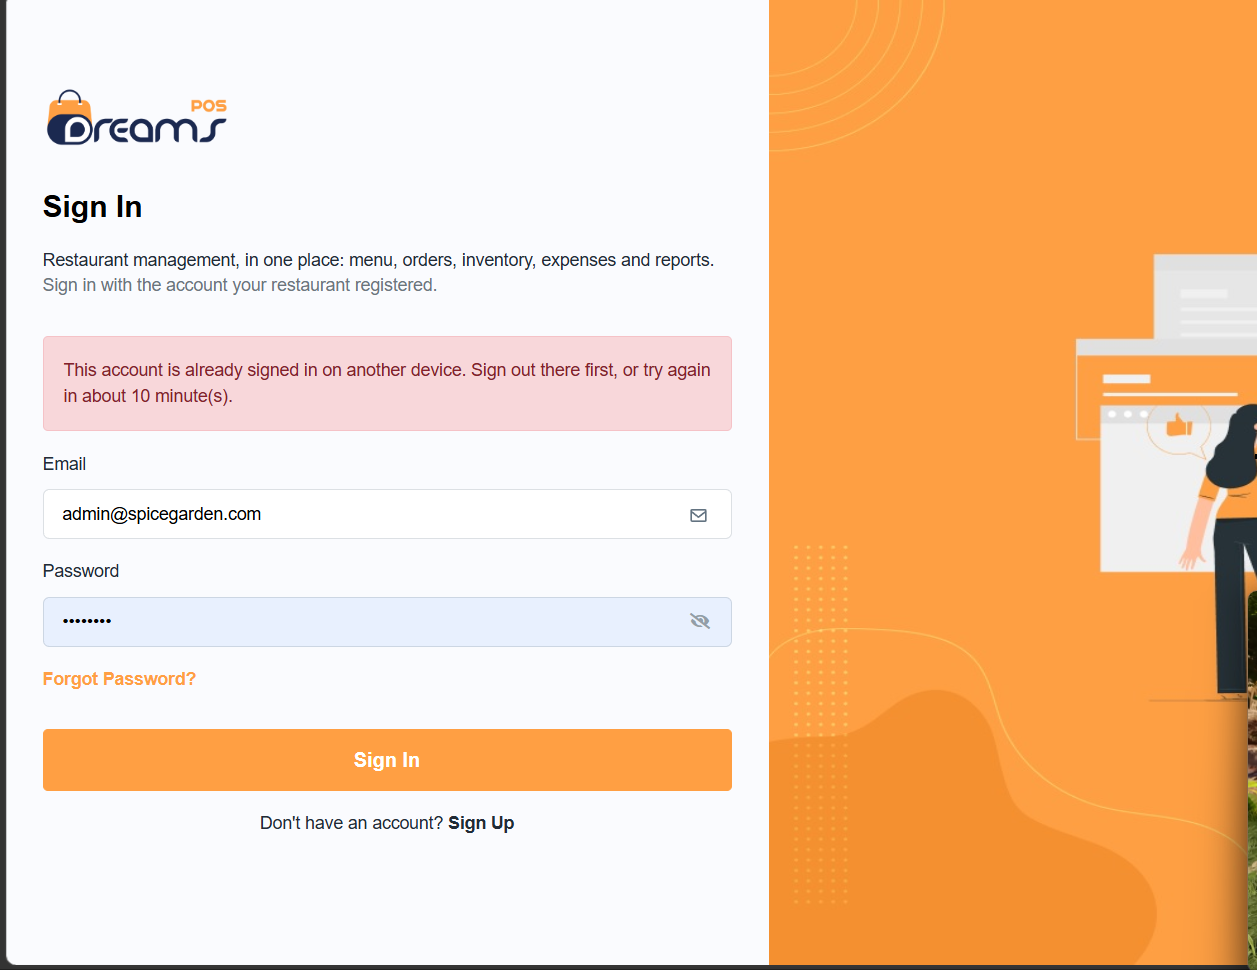 POS
Dreams
Sign In
Restaurant management, in one place: menu, orders, inventory, expenses and reports.
Sign in with the account your restaurant registered.
This account is already signed in on another device. Sign out there first, or try again
in about 10 minute(s).
Email
admin@spicegarden.com
Password
••••••••
Forgot Password?
Sign In
Don't have an account? Sign Up